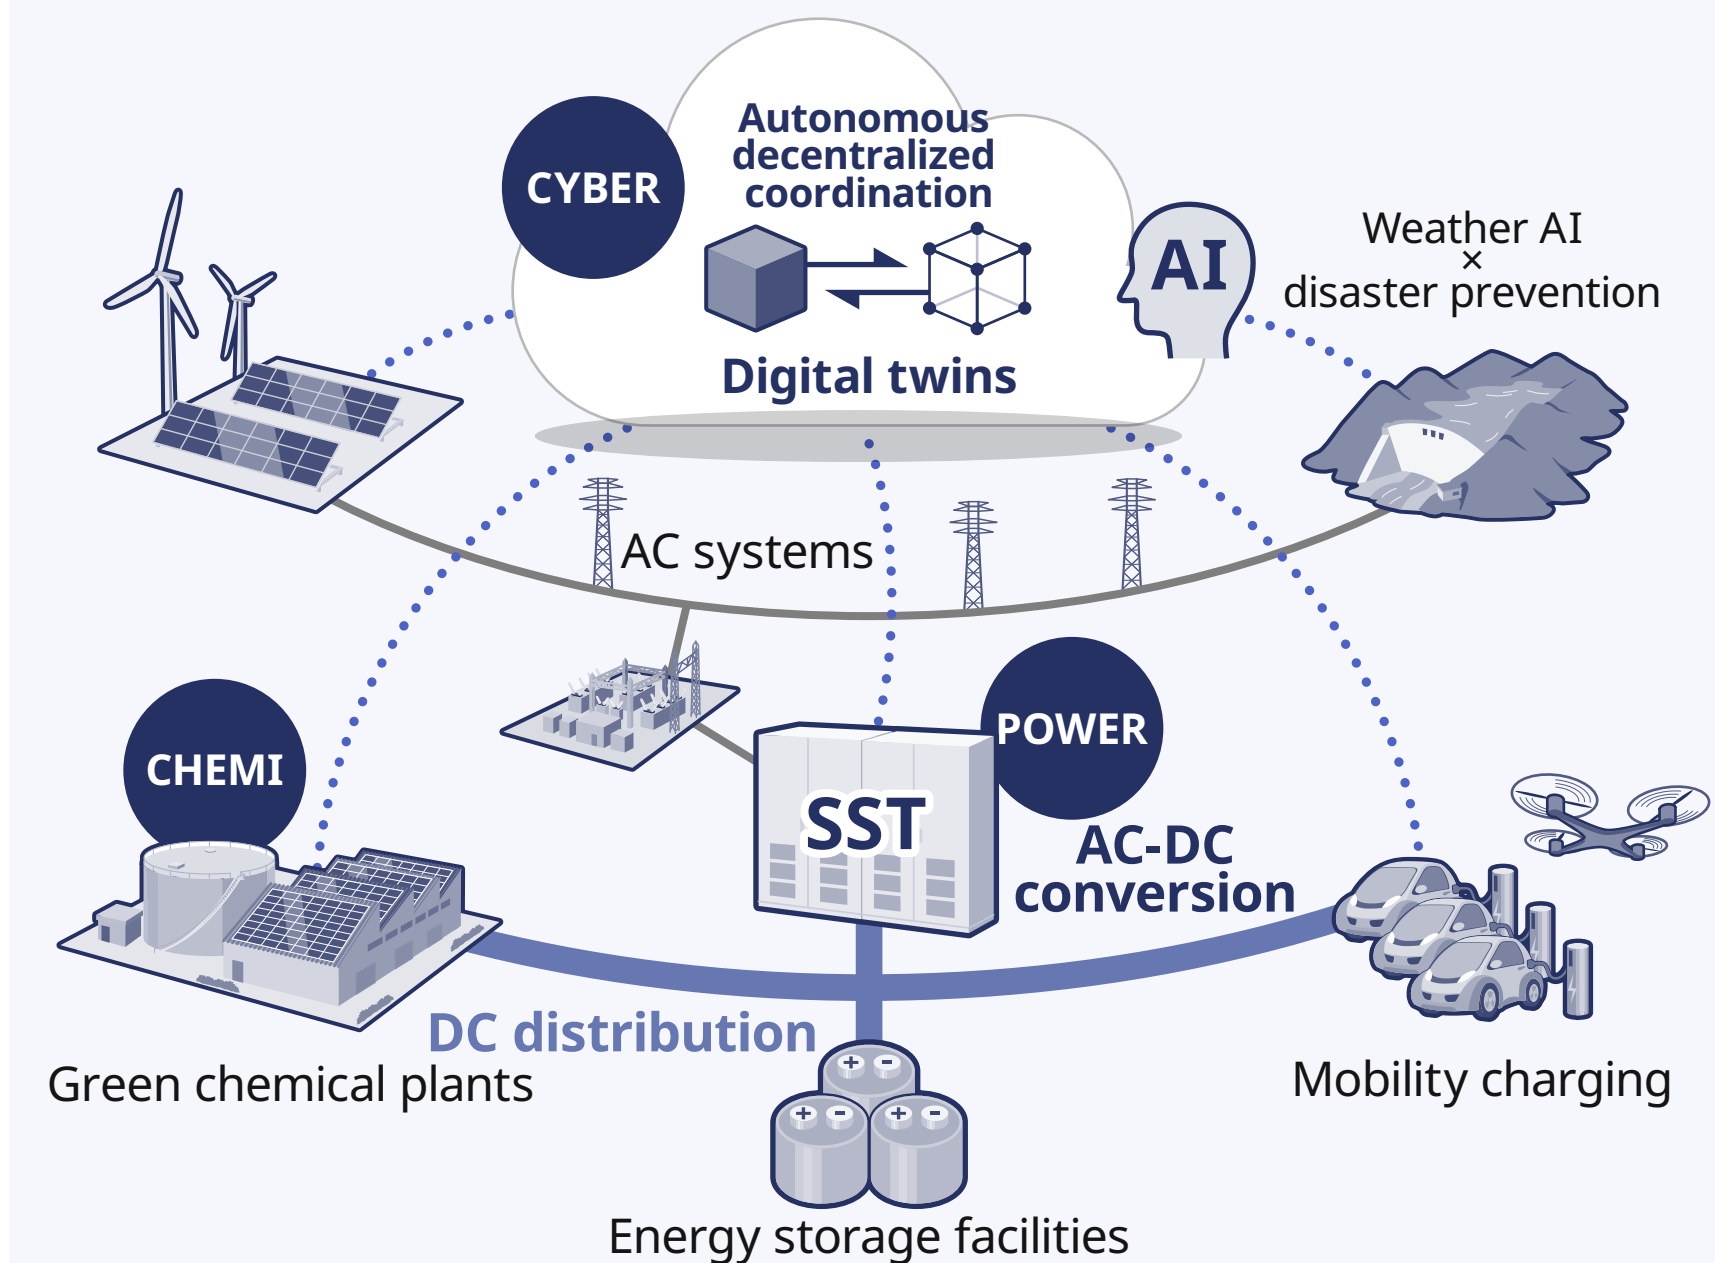 Autonomous
decentralized
coordination
CYBER
AI
Weather AI
×
disaster prevention
Digital twins
AC systems
POWER
CHEMI
SST
AC-DC
conversion
DC distribution
Green chemical plants
Mobility charging
+ -
+ - + -
Energy storage facilities